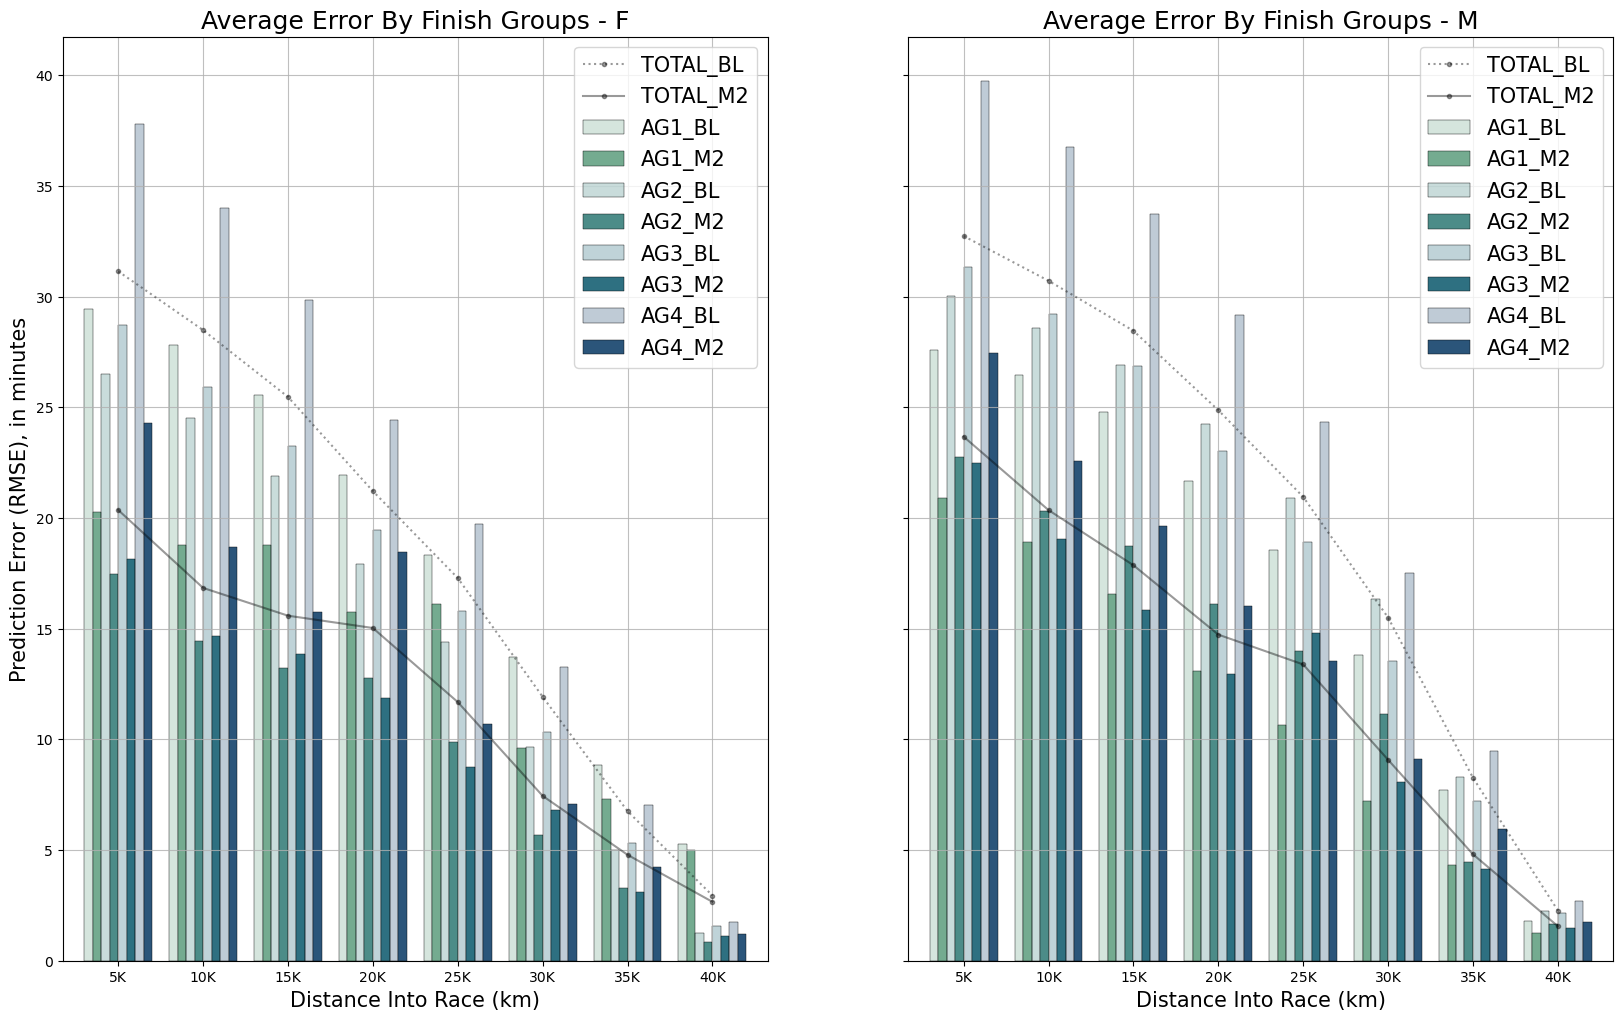 Average Error By Finish Groups - F
Prediction Error (RMSE), in minutes
40
35
30
25
20
15
10
5
0
5K 10K 15K 20K 25K 30K 35K 40K
Distance Into Race (km)
TOTAL_BL
TOTAL_M2
AG1_BL
AG1_M2
AG2_BL
AG2_M2
AG3_BL
AG3_M2
AG4_BL
AG4_M2
Average Error By Finish Groups - M
5K 10K 15K 20K 25K 30K 35K 40K
Distance Into Race (km)
TOTAL_BL
TOTAL_M2
AG1_BL
AG1_M2
AG2_BL
AG2_M2
AG3_BL
AG3_M2
AG4_BL
AG4_M2